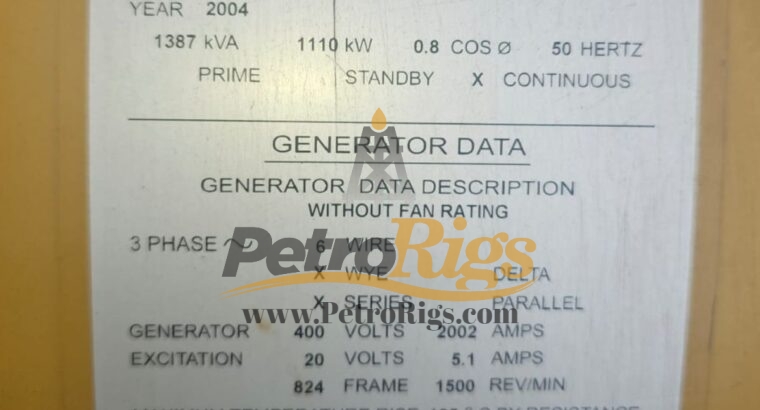 YEAR 2004
1387 kVA 1110 kW 0.8 COS Ø 50 HERTZ
PRIME STANDBY X CONTINUOUS
GENERATOR DATA
GENERATOR DATA DESCRIPTION
WITHOUT FAN RATING
3 PHASE 6 WIRE
PetroRigs
X WYE DELTA
X SERIES PARALLEL
www.PetroRigs.com
GENERATOR 400 VOLTS 2002 AMPS
EXCITATION 20 VOLTS 5.1 AMPS
824 FRAME 1500 REV/MIN